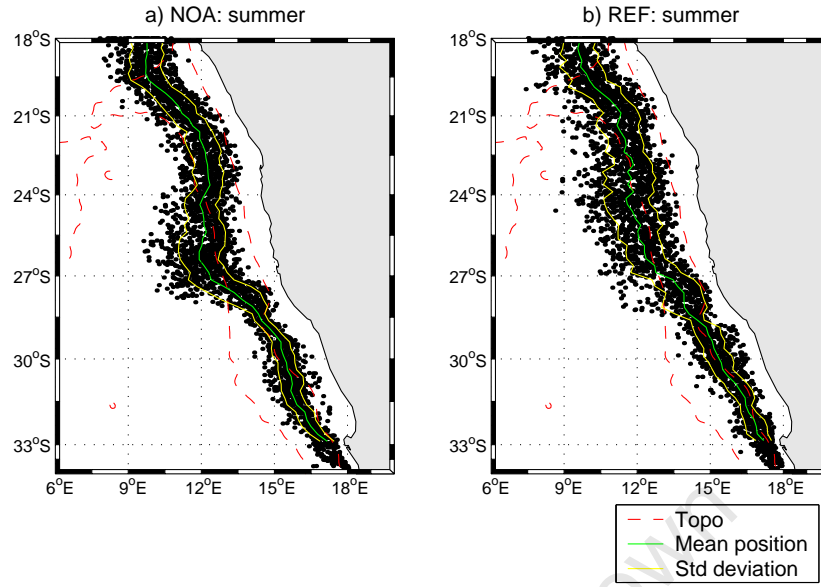 a) NOA: summer
b) REF: summer
18°S
21°S
24°S
27°S
30°S
33°S
6°E 9°E 12°E 15°E 18°E
18°S
21°S
24°S
27°S
30°S
33°S
6°E 9°E 12°E 15°E 18°E
Topo
Mean position
Std deviation
own